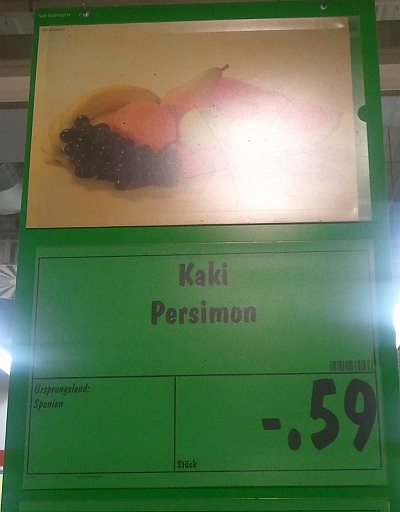 Kaki
Persimon
Ursprungsland:
Spanien
-.59
Stück